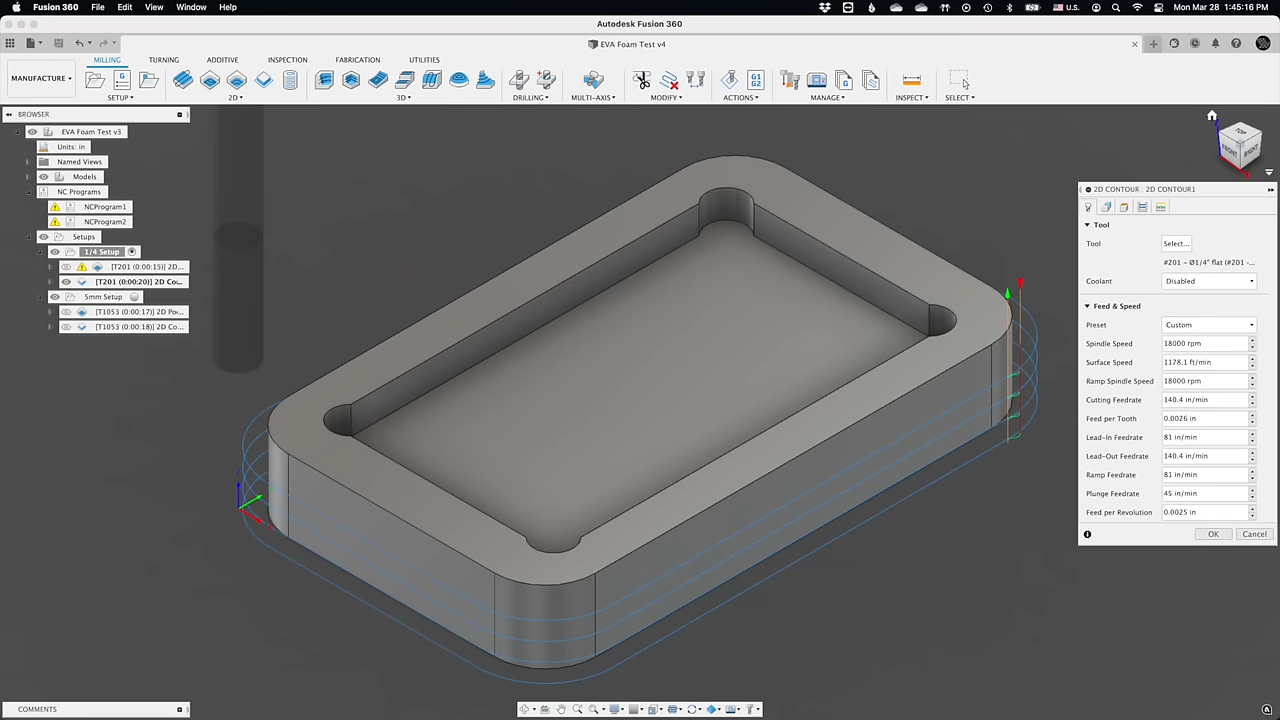 Fusion 360 File Edit View Window Help U.S. Mon Mar 28 1:45:16 PM
Autodesk Fusion 360
EVA Foam Test v4
MILLING TURNING ADDITIVE INSPECTION FABRICATION UTILITIES
MANUFACTURE
G
G1
G2
SETUP 2D 3D DRILLING MULTI-AXIS MODIFY ACTIONS MANAGE INSPECT SELECT
BROWSER
EVA Foam Test v3
Units: in
Named Views
Models
NC Programs
NCProgram1
NCProgram2
Setups
1/4 Setup
[T201 (0:00:15)] 2D...
[T201 (0:00:20)] 2D Co...
5mm Setup
[T1053 (0:00:17)] 2D Po...
[T1053 (0:00:18)] 2D Co...
TOP
FRONT
RIGHT
2D CONTOUR : 2D CONTOUR1
Tool
Tool Select...
#201 - Ø1/4" flat (#201 -...
Coolant Disabled
Feed & Speed
Preset Custom
Spindle Speed 18000 rpm
Surface Speed 1178.1 ft/min
Ramp Spindle Speed 18000 rpm
Cutting Feedrate 140.4 in/min
Feed per Tooth 0.0026 in
Lead-In Feedrate 81 in/min
Lead-Out Feedrate 140.4 in/min
Ramp Feedrate 81 in/min
Plunge Feedrate 45 in/min
Feed per Revolution 0.0025 in
OK Cancel
COMMENTS